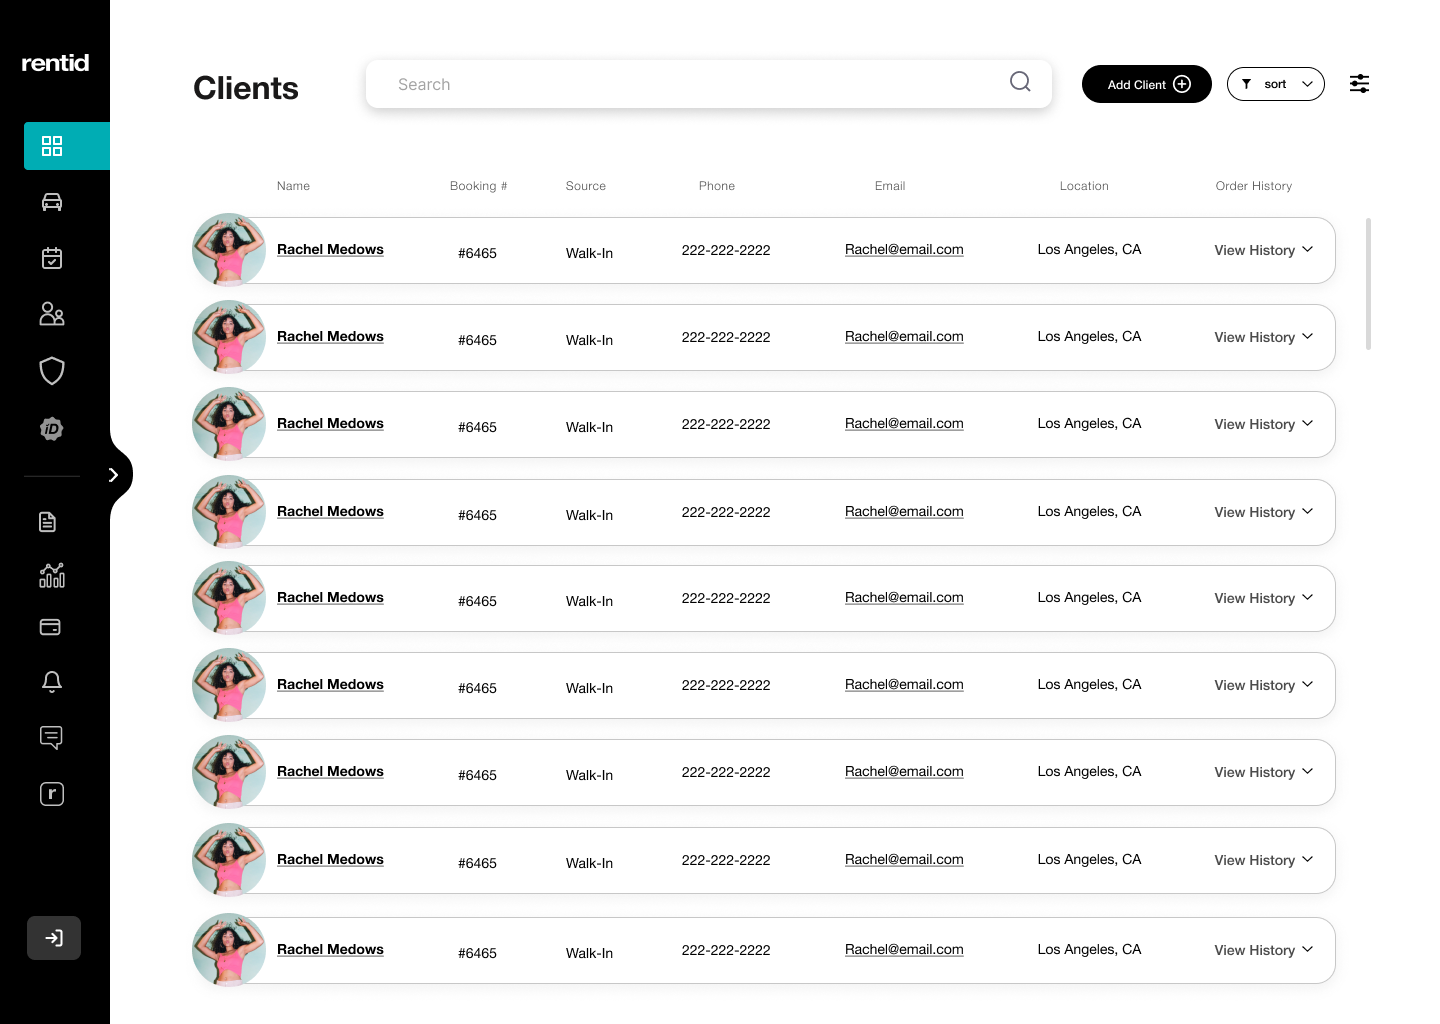 rentid
Clients
Search
Add Client
sort
Name Booking # Source Phone Email Location Order History
Rachel Medows #6465 Walk-In 222-222-2222 Rachel@email.com Los Angeles, CA View History
Rachel Medows #6465 Walk-In 222-222-2222 Rachel@email.com Los Angeles, CA View History
Rachel Medows #6465 Walk-In 222-222-2222 Rachel@email.com Los Angeles, CA View History
iD
Rachel Medows #6465 Walk-In 222-222-2222 Rachel@email.com Los Angeles, CA View History
Rachel Medows #6465 Walk-In 222-222-2222 Rachel@email.com Los Angeles, CA View History
Rachel Medows #6465 Walk-In 222-222-2222 Rachel@email.com Los Angeles, CA View History
Rachel Medows #6465 Walk-In 222-222-2222 Rachel@email.com Los Angeles, CA View History
r
Rachel Medows #6465 Walk-In 222-222-2222 Rachel@email.com Los Angeles, CA View History
Rachel Medows #6465 Walk-In 222-222-2222 Rachel@email.com Los Angeles, CA View History